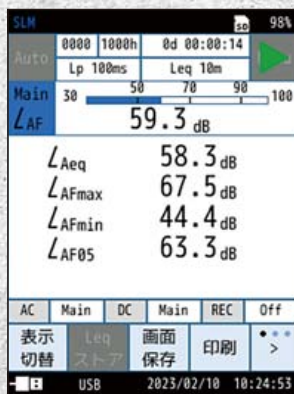 SLM SD 98%
Auto 0000 1000h 0d 00:00:14
Lp 100ms Leq 10m
Main 30 50 70 90 100
LAF 59.3 dB
LAeq 58.3 dB
LAFmax 67.5 dB
LAFmin 44.4 dB
LAF05 63.3 dB
AC Main DC Main REC Off
表示 Leq 画面 印刷 >
切替 ストア 保存
USB 2023/02/10 10:24:53